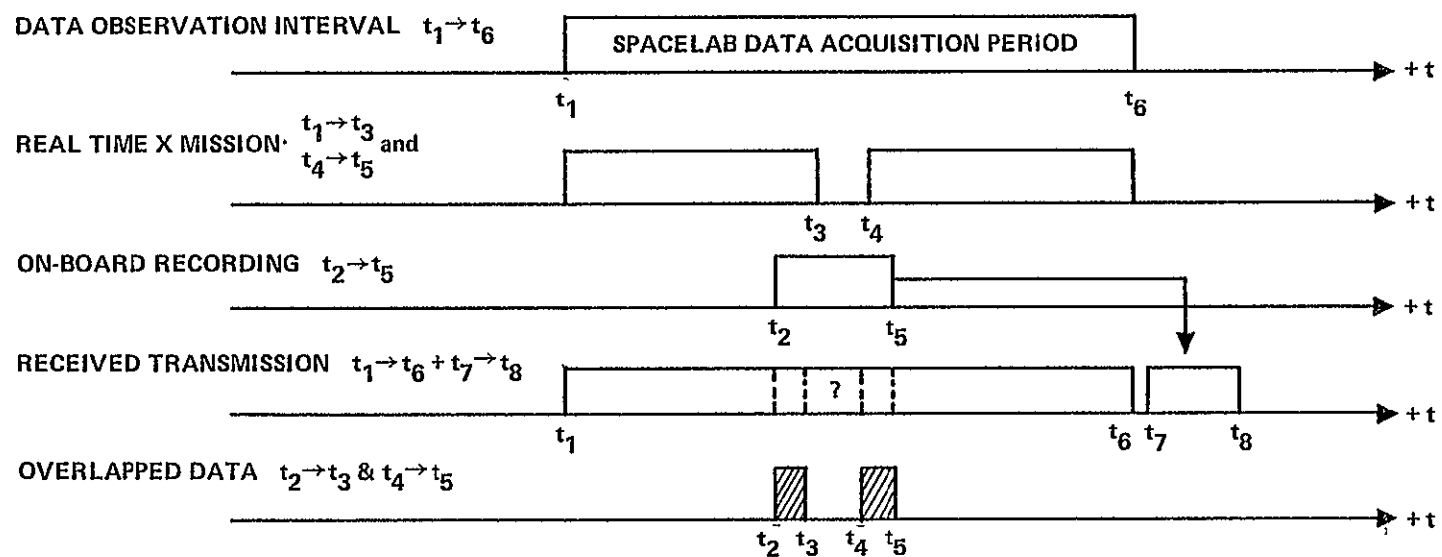 DATA OBSERVATION INTERVAL t1→t6
SPACELAB DATA ACQUISITION PERIOD
+ t
t1 t6
REAL TIME X MISSION· t1→t3 and
t4→t5
+ t
t3 t4
ON-BOARD RECORDING t2→t5
+ t
t2 t5
RECEIVED TRANSMISSION t1→t6 + t7→t8
?
+ t
t1 t6 t7 t8
OVERLAPPED DATA t2→t3 & t4→t5
+ t
t2 t3 t4 t5